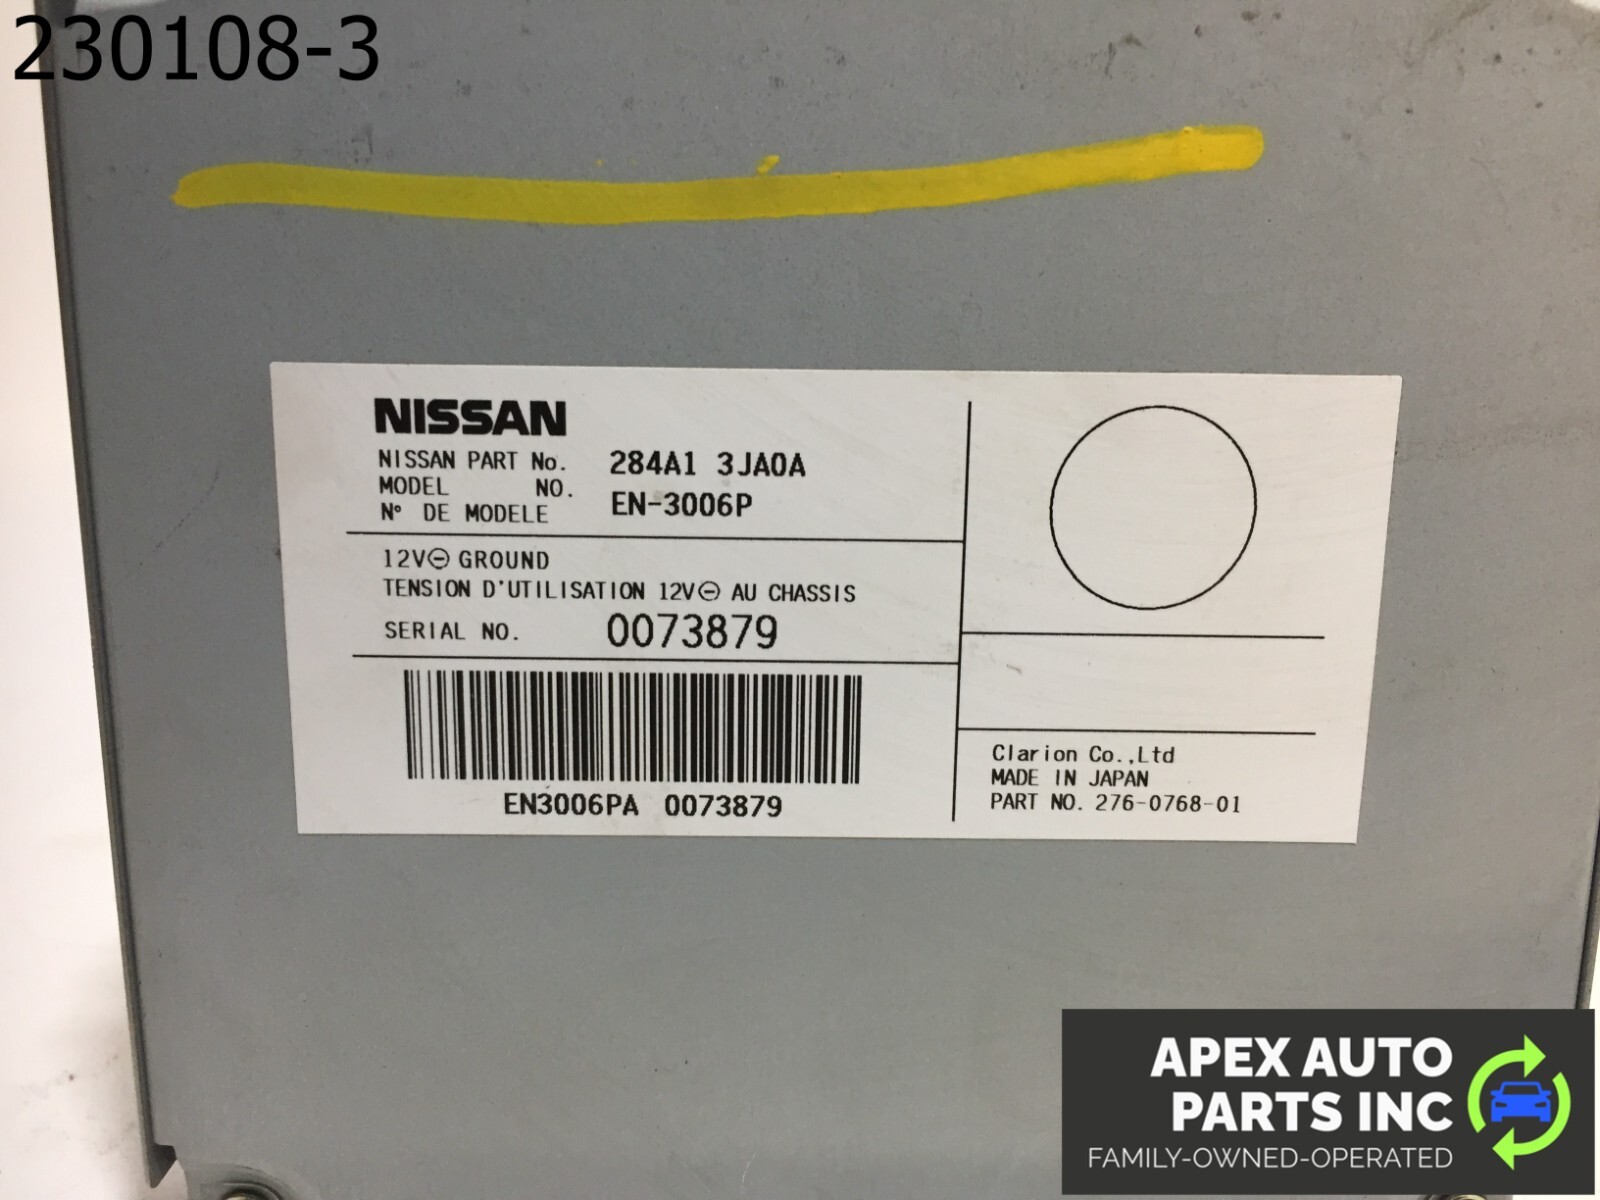 230108-3
NISSAN
NISSAN PART No. 284A1 3JA0A
MODEL NO.
N° DE MODELE EN-3006P
12V⊖ GROUND
TENSION D'UTILISATION 12V⊖ AU CHASSIS
SERIAL NO. 0073879
EN3006PA 0073879
Clarion Co.,Ltd
MADE IN JAPAN
PART NO. 276-0768-01
APEX AUTO
PARTS INC
FAMILY-OWNED-OPERATED